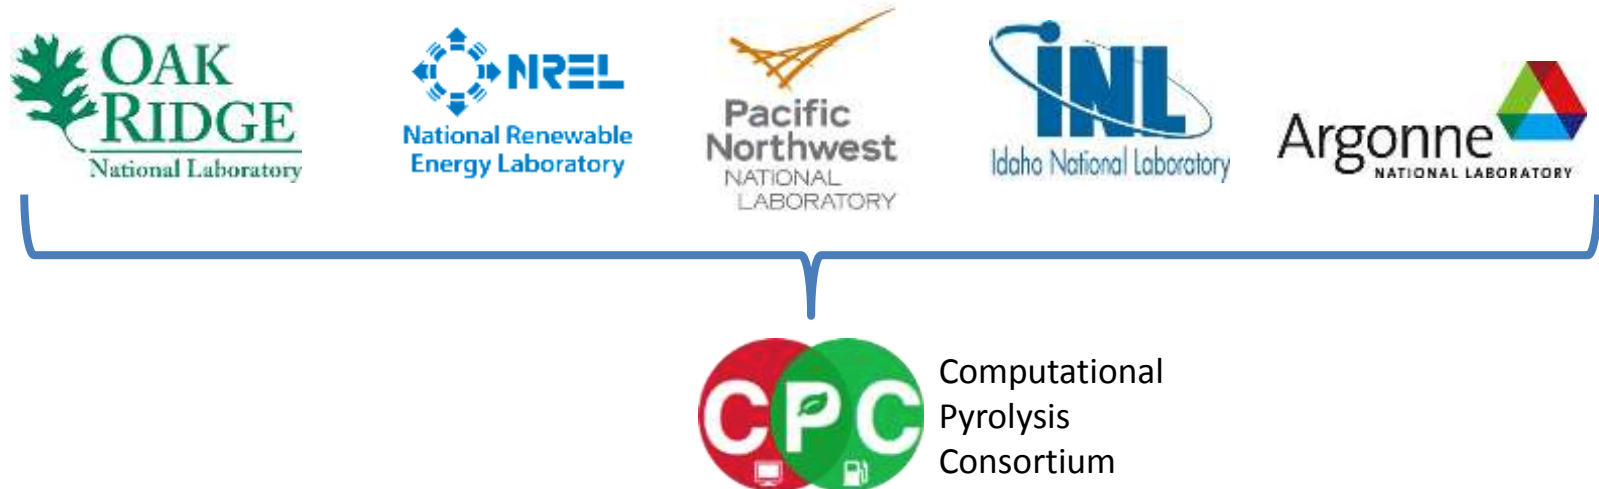 OAK
RIDGE
National Laboratory
NREL
National Renewable
Energy Laboratory
Pacific
Northwest
NATIONAL
LABORATORY
INL
Idaho National Laboratory
Argonne
NATIONAL LABORATORY
CPC
Computational
Pyrolysis
Consortium